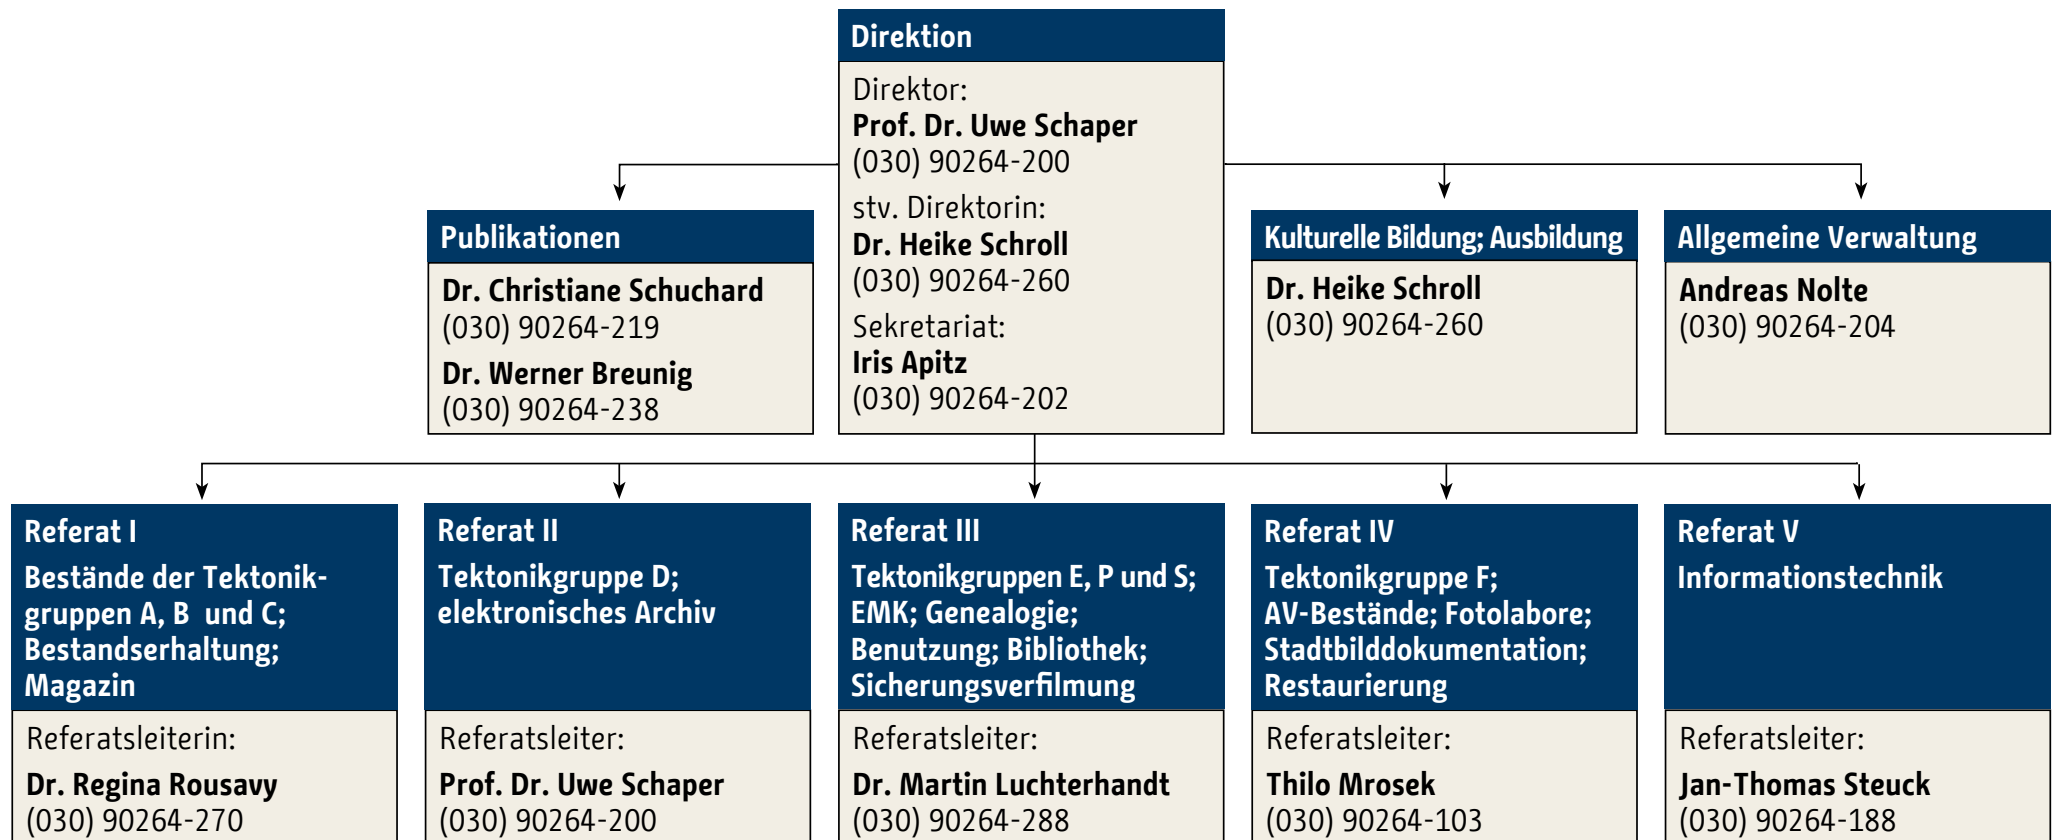 Direktion
Direktor:
Prof. Dr. Uwe Schaper
(030) 90264-200
stv. Direktorin:
Dr. Heike Schroll
(030) 90264-260
Sekretariat:
Iris Apitz
(030) 90264-202
Publikationen
Dr. Christiane Schuchard
(030) 90264-219
Dr. Werner Breunig
(030) 90264-238
Kulturelle Bildung; Ausbildung
Dr. Heike Schroll
(030) 90264-260
Allgemeine Verwaltung
Andreas Nolte
(030) 90264-204
Referat I
Bestände der Tektonik-
gruppen A, B und C;
Bestandserhaltung;
Magazin
Referatsleiterin:
Dr. Regina Rousavy
(030) 90264-270
Referat II
Tektonikgruppe D;
elektronisches Archiv
Referatsleiter:
Prof. Dr. Uwe Schaper
(030) 90264-200
Referat III
Tektonikgruppen E, P und S;
EMK; Genealogie;
Benutzung; Bibliothek;
Sicherungsverfilmung
Referatsleiter:
Dr. Martin Luchterhandt
(030) 90264-288
Referat IV
Tektonikgruppe F;
AV-Bestände; Fotolabore;
Stadtbilddokumentation;
Restaurierung
Referatsleiter:
Thilo Mrosek
(030) 90264-103
Referat V
Informationstechnik
Referatsleiter:
Jan-Thomas Steuck
(030) 90264-188